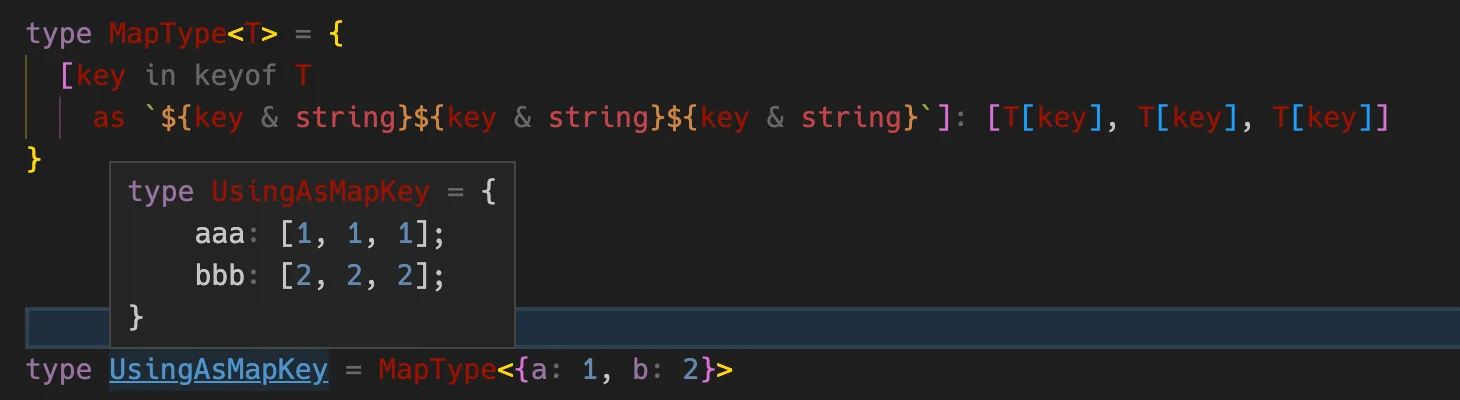 type MapType<T> = {
[key in keyof T
as `${key & string}${key & string}${key & string}`]: [T[key], T[key], T[key]]
}
type UsingAsMapKey = {
aaa: [1, 1, 1];
bbb: [2, 2, 2];
}
type UsingAsMapKey = MapType<{a: 1, b: 2}>